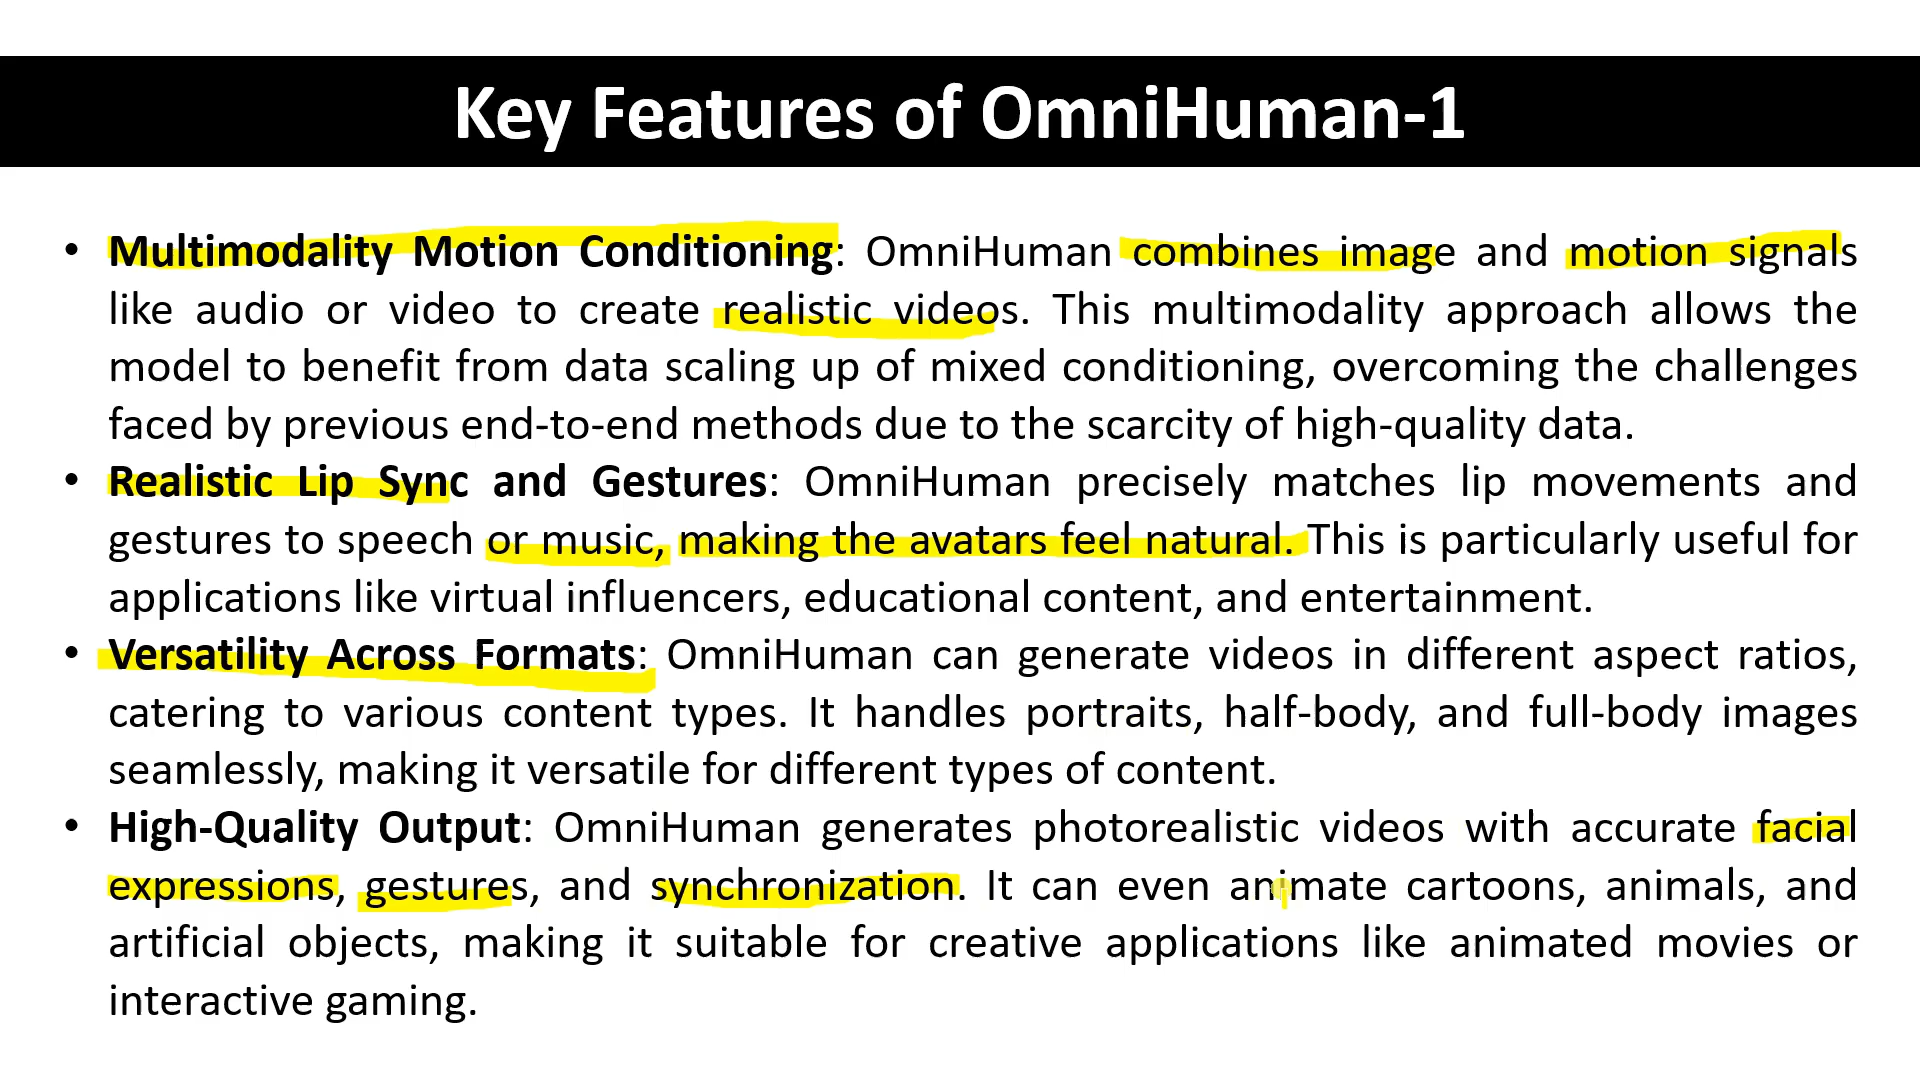 Key Features of OmniHuman-1
• Multimodality Motion Conditioning: OmniHuman combines image and motion signals
like audio or video to create realistic videos. This multimodality approach allows the
model to benefit from data scaling up of mixed conditioning, overcoming the challenges
faced by previous end-to-end methods due to the scarcity of high-quality data.
• Realistic Lip Sync and Gestures: OmniHuman precisely matches lip movements and
gestures to speech or music, making the avatars feel natural. This is particularly useful for
applications like virtual influencers, educational content, and entertainment.
• Versatility Across Formats: OmniHuman can generate videos in different aspect ratios,
catering to various content types. It handles portraits, half-body, and full-body images
seamlessly, making it versatile for different types of content.
• High-Quality Output: OmniHuman generates photorealistic videos with accurate facial
expressions, gestures, and synchronization. It can even animate cartoons, animals, and
artificial objects, making it suitable for creative applications like animated movies or
interactive gaming.